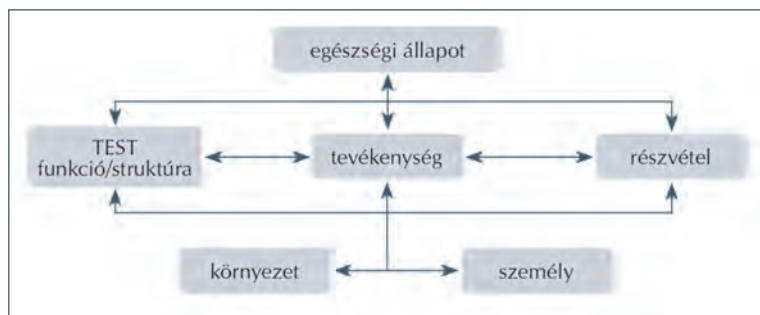 egészségi állapot
TEST
funkció/struktúra
tevékenység
részvétel
környezet
személy